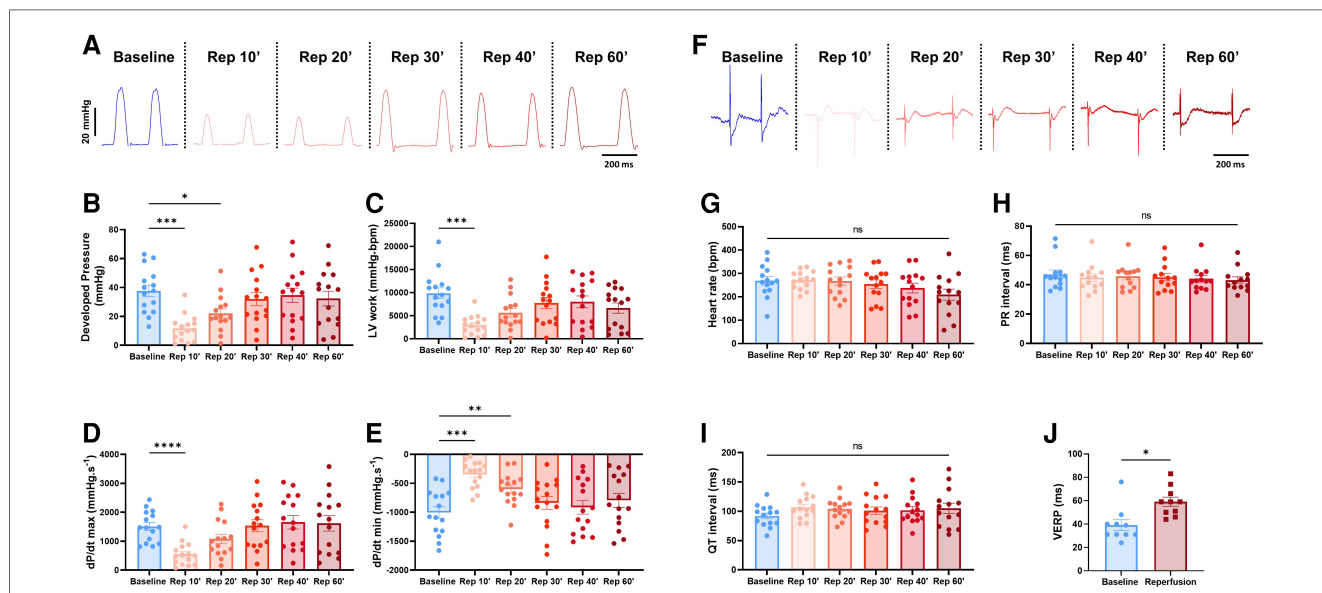 A
Baseline
Rep 10'
Rep 20'
Rep 30'
Rep 40'
Rep 60'
20 mmHg
200 ms
F
Baseline
Rep 10'
Rep 20'
Rep 30'
Rep 40'
Rep 60'
200 ms
B
*
***
Developed Pressure
(mmHg)
80
60
40
20
0
Baseline Rep 10' Rep 20' Rep 30' Rep 40' Rep 60'
C
***
LV work (mmHg.bpm)
25000
20000
15000
10000
5000
0
Baseline Rep 10' Rep 20' Rep 30' Rep 40' Rep 60'
G
ns
Heart rate (bpm)
500
400
300
200
100
0
Baseline Rep 10' Rep 20' Rep 30' Rep 40' Rep 60'
H
ns
PR interval (ms)
80
60
40
20
0
Baseline Rep 10' Rep 20' Rep 30' Rep 40' Rep 60'
D
****
dP/dt max (mmHg.s⁻¹)
4000
3000
2000
1000
0
Baseline Rep 10' Rep 20' Rep 30' Rep 40' Rep 60'
E
**
***
dP/dt min (mmHg.s⁻¹)
0
-500
-1000
-1500
-2000
Baseline Rep 10' Rep 20' Rep 30' Rep 40' Rep 60'
I
ns
QT interval (ms)
200
150
100
50
0
Baseline Rep 10' Rep 20' Rep 30' Rep 40' Rep 60'
J
*
VERP (ms)
100
80
60
40
20
0
Baseline Reperfusion